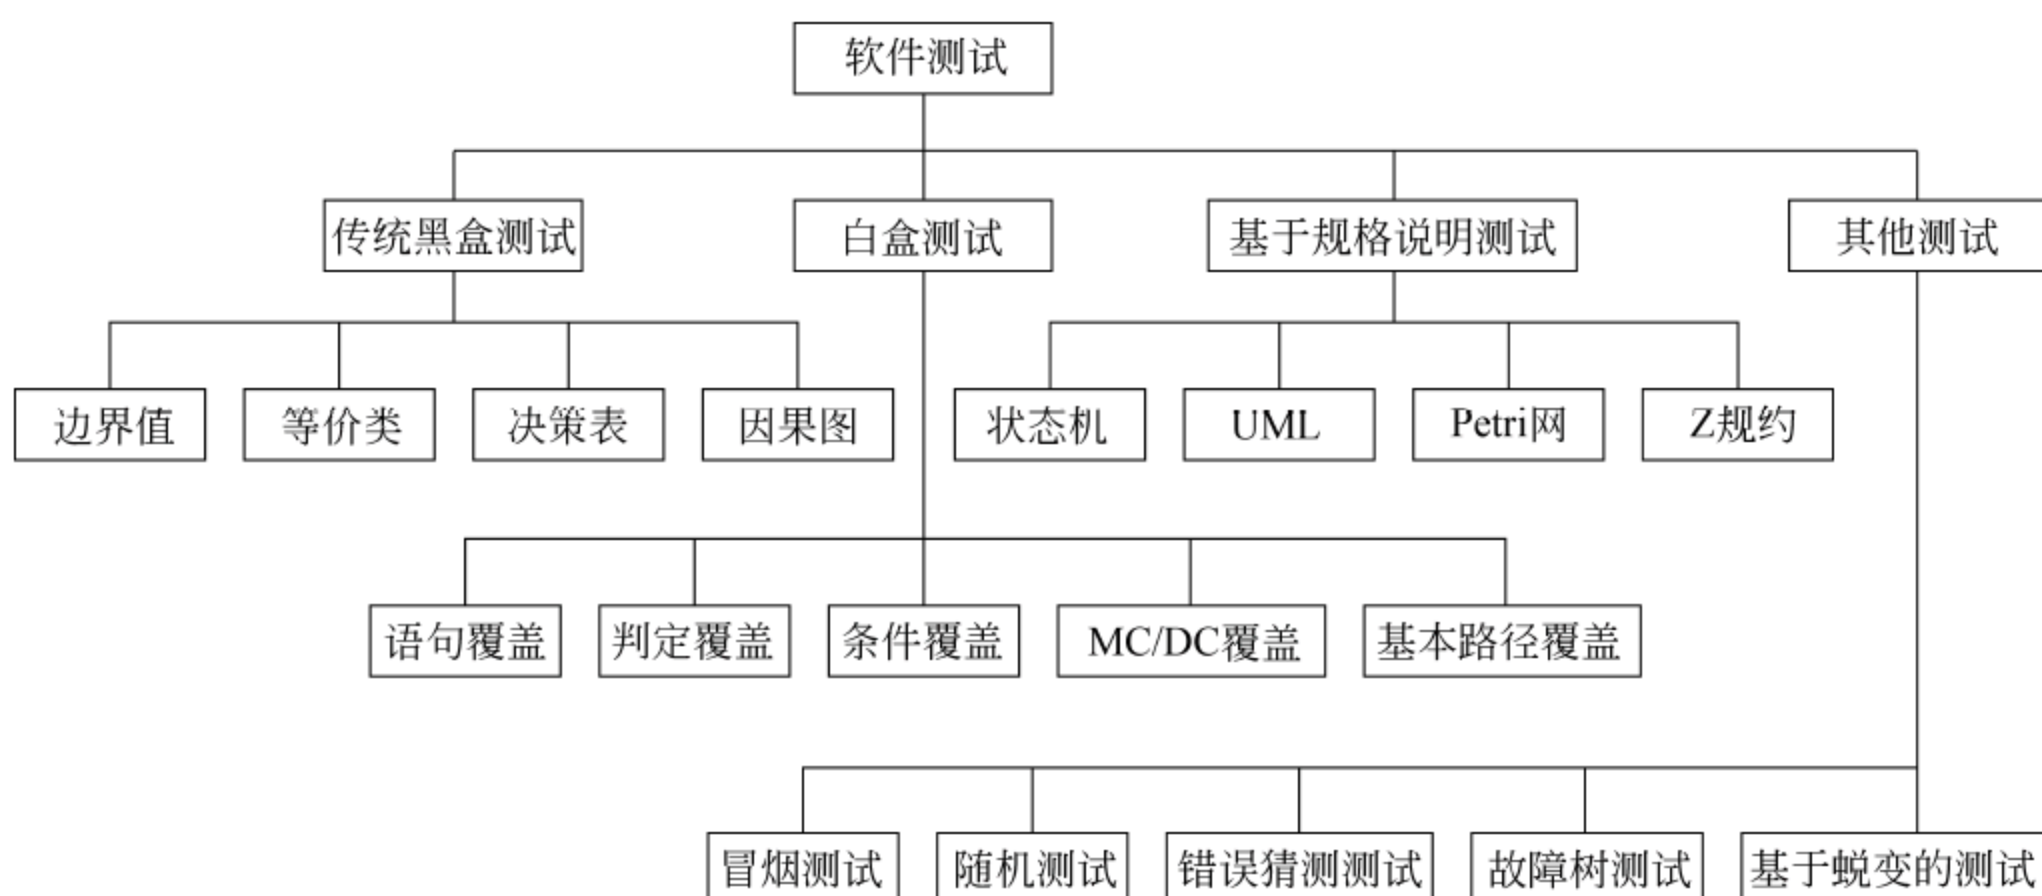 软件测试
传统黑盒测试
白盒测试
基于规格说明测试
其他测试
边界值
等价类
决策表
因果图
状态机
UML
Petri网
Z规约
语句覆盖
判定覆盖
条件覆盖
MC/DC覆盖
基本路径覆盖
冒烟测试
随机测试
错误猜测测试
故障树测试
基于蜕变的测试